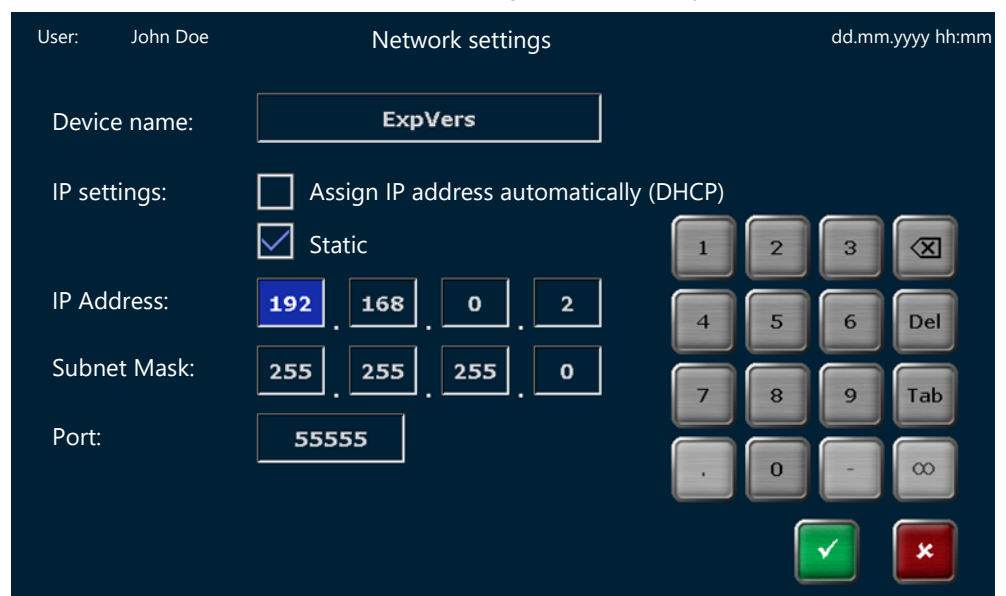 User: John Doe Network settings dd.mm.yyyy hh:mm
Device name: ExpVers
IP settings: Assign IP address automatically (DHCP)
Static
1 2 3
IP Address: 192 . 168 . 0 . 2
4 5 6 Del
Subnet Mask: 255 . 255 . 255 . 0
7 8 9 Tab
Port: 55555
. 0 - ∞